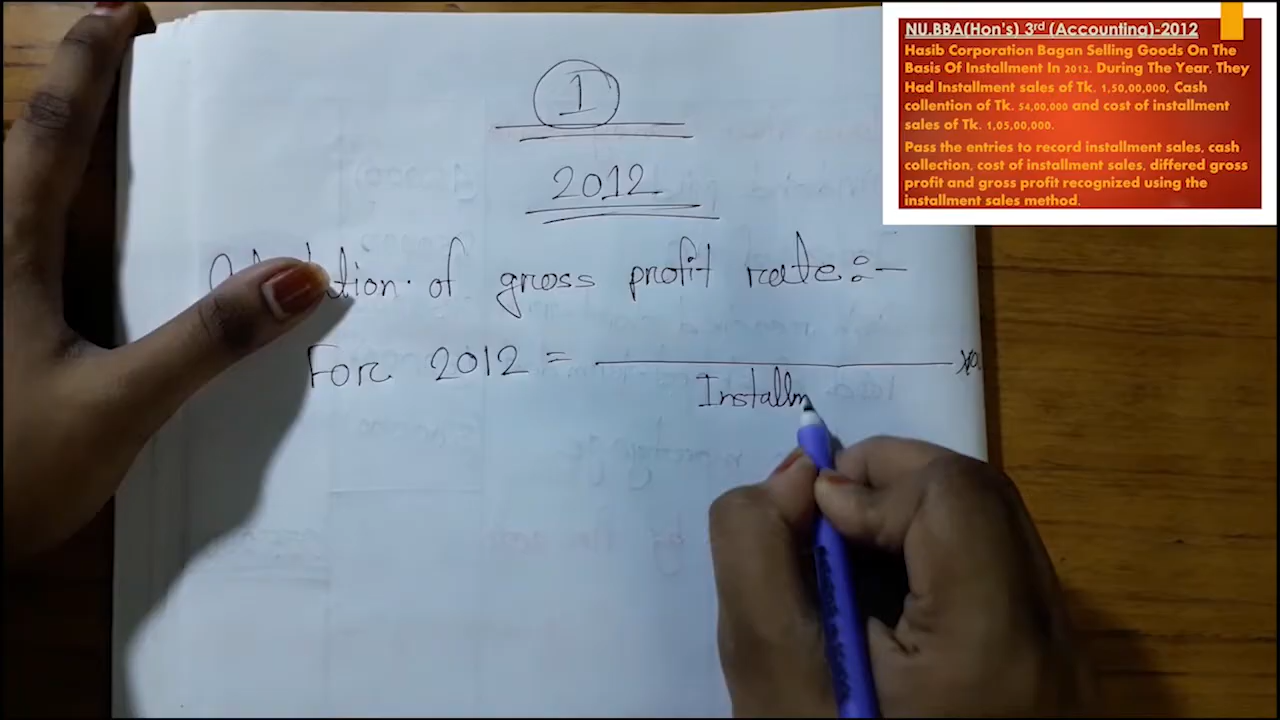 1
2012
of gross profit rate:-
For 2012 =
Installm
NU.BBA(Hon's) 3rd (Accounting)-2012
Hasib Corporation Bagan Selling Goods On The
Basis Of Installment In 2012. During The Year, They
Had Installment sales of Tk. 1,50,00,000, Cash
collention of Tk. 54,00,000 and cost of installment
sales of Tk. 1,05,00,000.
Pass the entries to record installment sales, cash
collection, cost of installment sales, differed gross
profit and gross profit recognized using the
installment sales method.